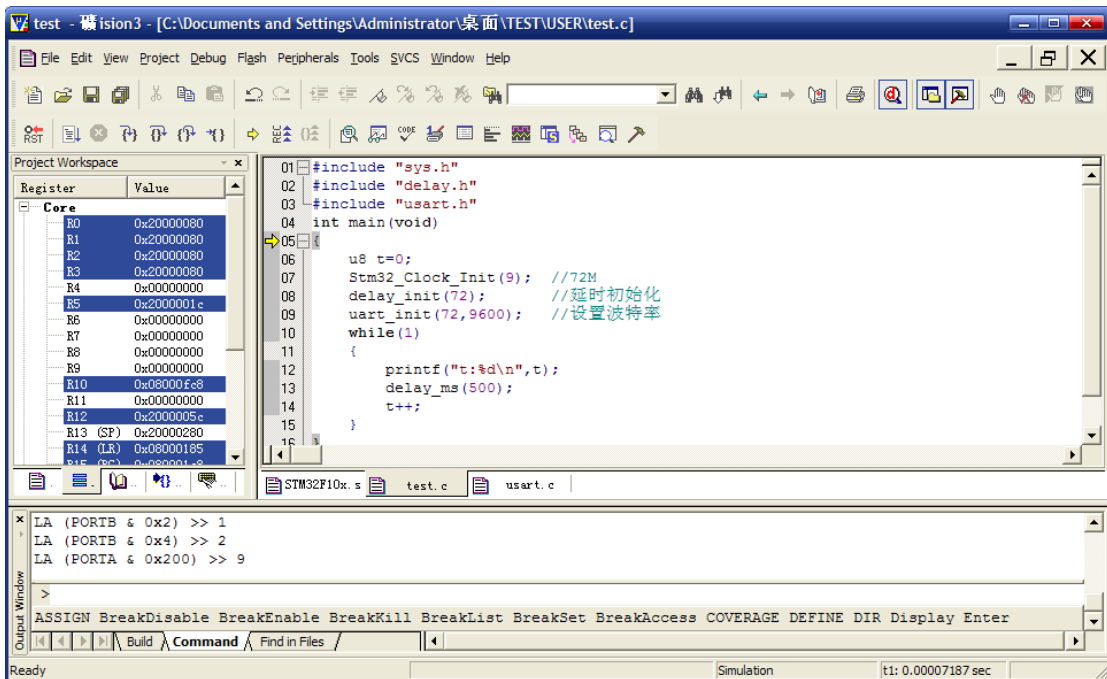 test - 礦ision3 - [C:\Documents and Settings\Administrator\桌面\TEST\USER\test.c]
File Edit View Project Debug Flash Peripherals Tools SVCS Window Help
RST
CODE
Project Workspace
Register Value
Core
R0 0x20000080
R1 0x20000080
R2 0x20000080
R3 0x20000080
R4 0x00000000
R5 0x2000001c
R6 0x00000000
R7 0x00000000
R8 0x00000000
R9 0x00000000
R10 0x08000fc8
R11 0x00000000
R12 0x2000005c
R13 (SP) 0x20000280
R14 (LR) 0x08000185
01 #include "sys.h"
02 #include "delay.h"
03 #include "usart.h"
04 int main(void)
05 {
06 u8 t=0;
07 Stm32_Clock_Init(9); //72M
08 delay_init(72); //延时初始化
09 uart_init(72,9600); //设置波特率
10 while(1)
11 {
12 printf("t:%d\n",t);
13 delay_ms(500);
14 t++;
15 }
16 }
STM32F10x.s test.c usart.c
LA (PORTB & 0x2) >> 1
LA (PORTB & 0x4) >> 2
LA (PORTA & 0x200) >> 9
>
ASSIGN BreakDisable BreakEnable BreakKill BreakList BreakSet BreakAccess COVERAGE DEFINE DIR Display Enter
Output Window
Build Command Find in Files
Ready Simulation t1: 0.00007187 sec